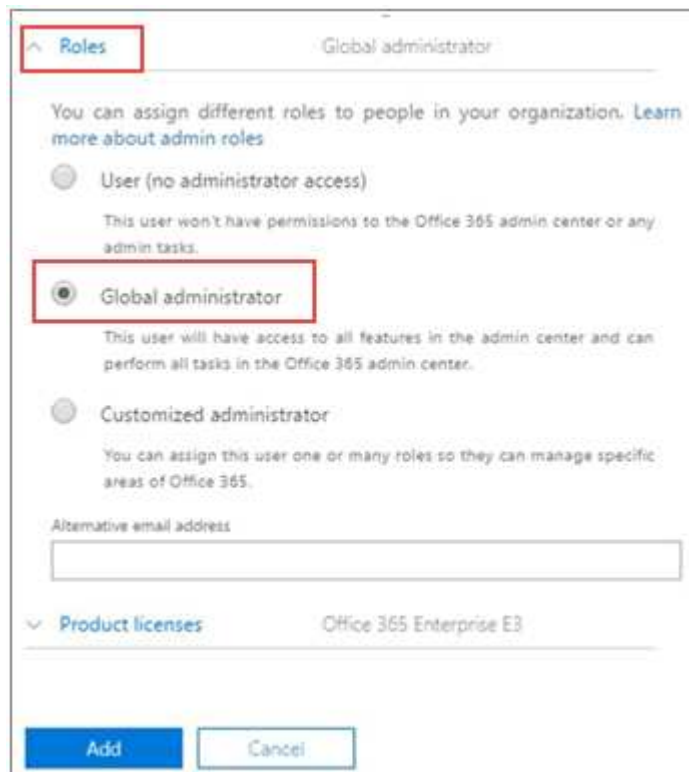 Roles Global administrator
You can assign different roles to people in your organization. Learn
more about admin roles
User (no administrator access)
This user won't have permissions to the Office 365 admin center or any
admin tasks.
Global administrator
This user will have access to all features in the admin center and can
perform all tasks in the Office 365 admin center.
Customized administrator
You can assign this user one or many roles so they can manage specific
areas of Office 365.
Alternative email address
Product licenses Office 365 Enterprise E3
Add Cancel